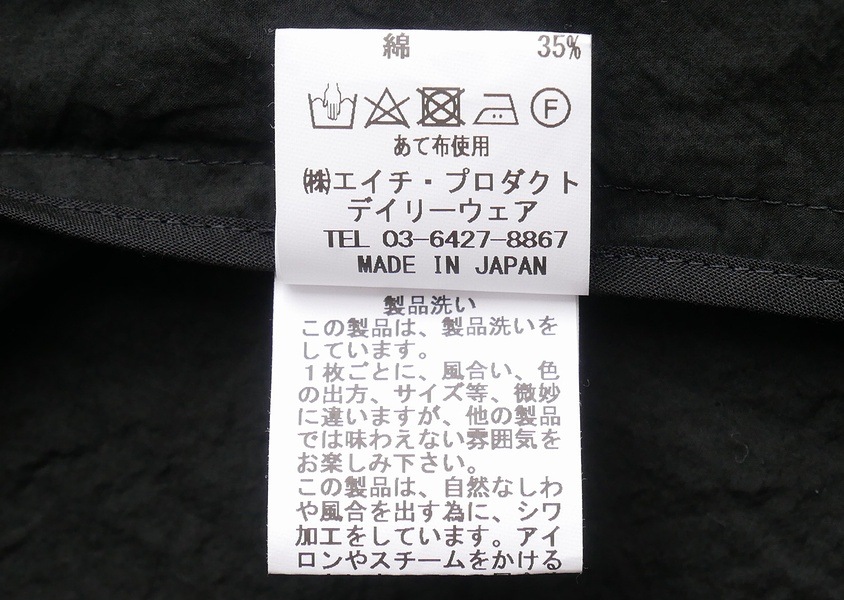 綿 35%
F
あて布使用
㈱エイチ・プロダクト
デイリーウェア
TEL 03-6427-8867
MADE IN JAPAN
製品洗い
この製品は、製品洗いを
しています。
１枚ごとに、風合い、色
の出方、サイズ等、微妙
に違いますが、他の製品
では味わえない雰囲気を
お楽しみ下さい。
この製品は、自然なしわ
や風合を出す為に、シワ
加工をしています。アイ
ロンやスチームをかける